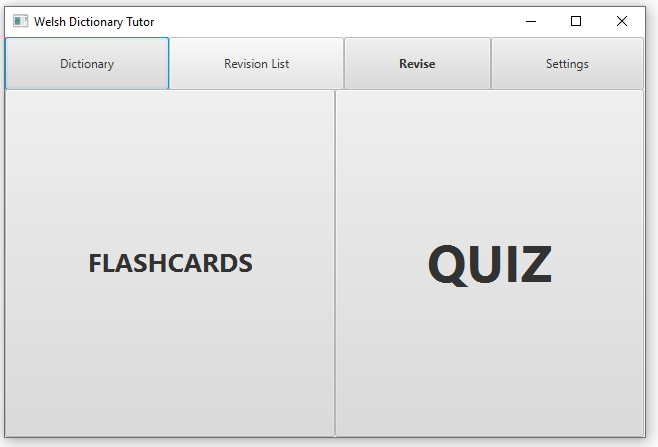 Welsh Dictionary Tutor
Dictionary Revision List Revise Settings
FLASHCARDS QUIZ